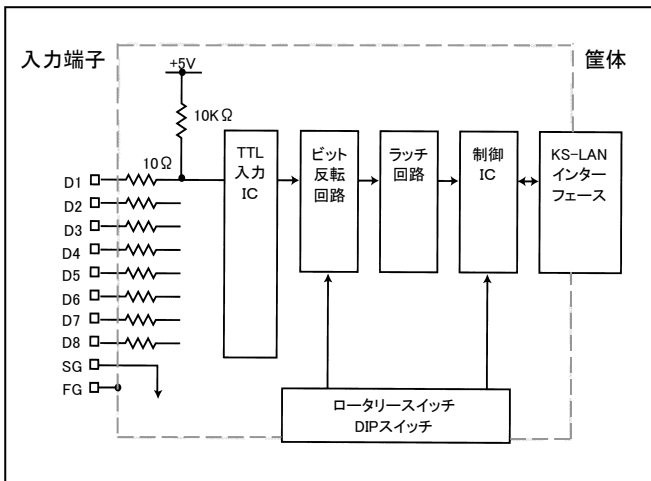 入力端子
筐体
+5V
10KΩ
10Ω
TTL
入力
IC
ビット
反転
回路
ラッチ
回路
制御
IC
KS-LAN
インター
フェース
D1
D2
D3
D4
D5
D6
D7
D8
SG
FG
ロータリースイッチ
DIPスイッチ